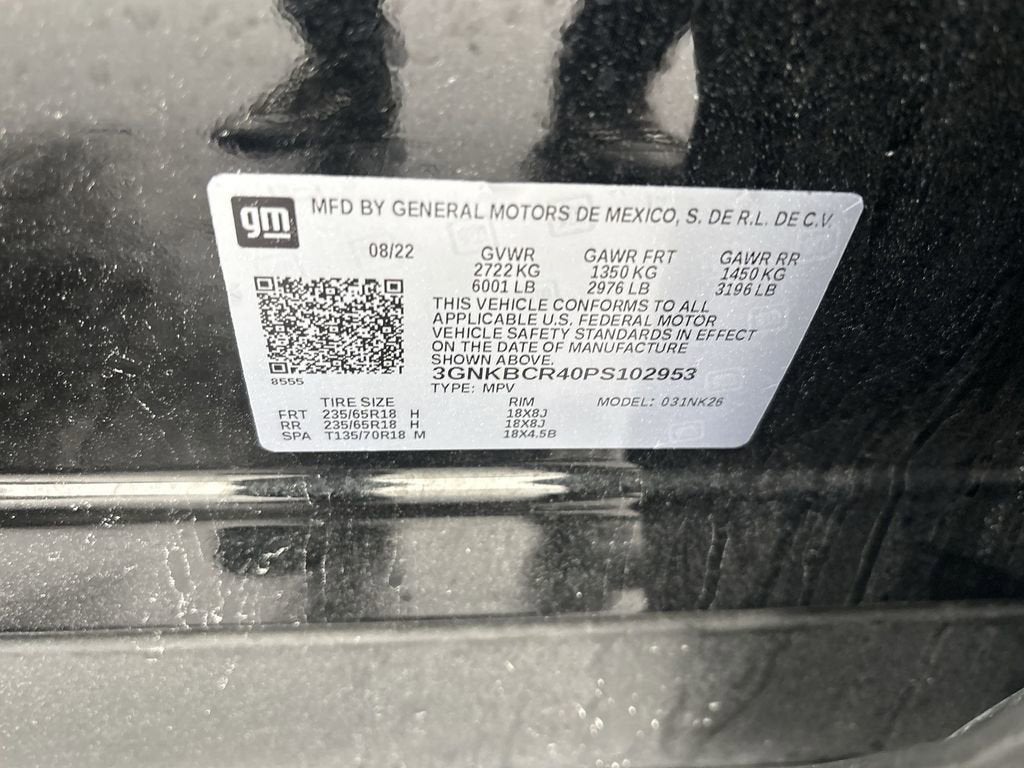 gm
MFD BY GENERAL MOTORS DE MEXICO, S. DE R.L. DE C.V.
08/22 GVWR GAWR FRT GAWR RR
2722 KG 1350 KG 1450 KG
6001 LB 2976 LB 3196 LB
THIS VEHICLE CONFORMS TO ALL
APPLICABLE U.S. FEDERAL MOTOR
VEHICLE SAFETY STANDARDS IN EFFECT
ON THE DATE OF MANUFACTURE
SHOWN ABOVE.
8555
3GNKBCR40PS102953
TYPE: MPV
TIRE SIZE RIM MODEL: 031NK26
FRT 235/65R18 H 18X8J
RR 235/65R18 H 18X8J
SPA T135/70R18 M 18X4.5B